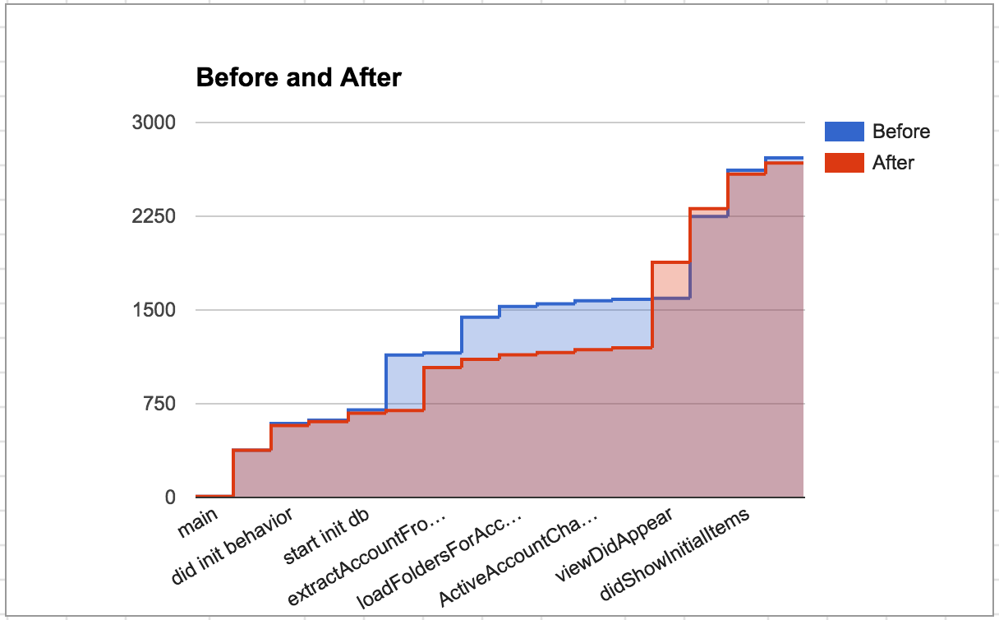 Before and After
3000
2250
1500
750
0
Before
After
main
did init behavior
start init db
extractAccountFro...
loadFoldersForAcc...
ActiveAccountCha...
viewDidAppear
didShowInitialItems